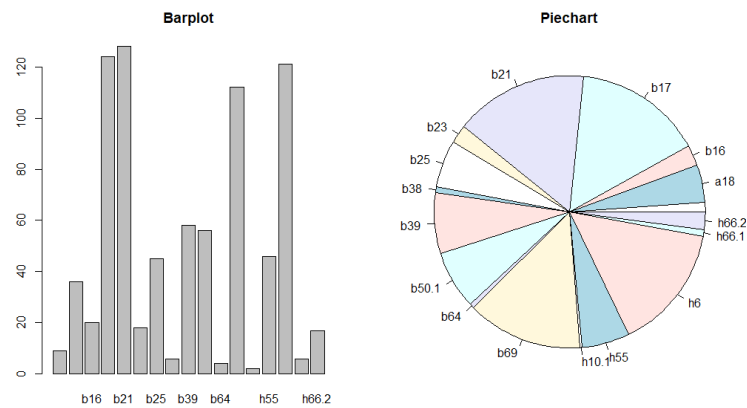 Barplot
0
20
40
60
80
100
120
b16 b21 b25 b39 b64 h55 h66.2
Piechart
a18
b16
b17
b21
b23
b25
b38
b39
b50.1
b64
b69
h10.1
h55
h6
h66.1
h66.2